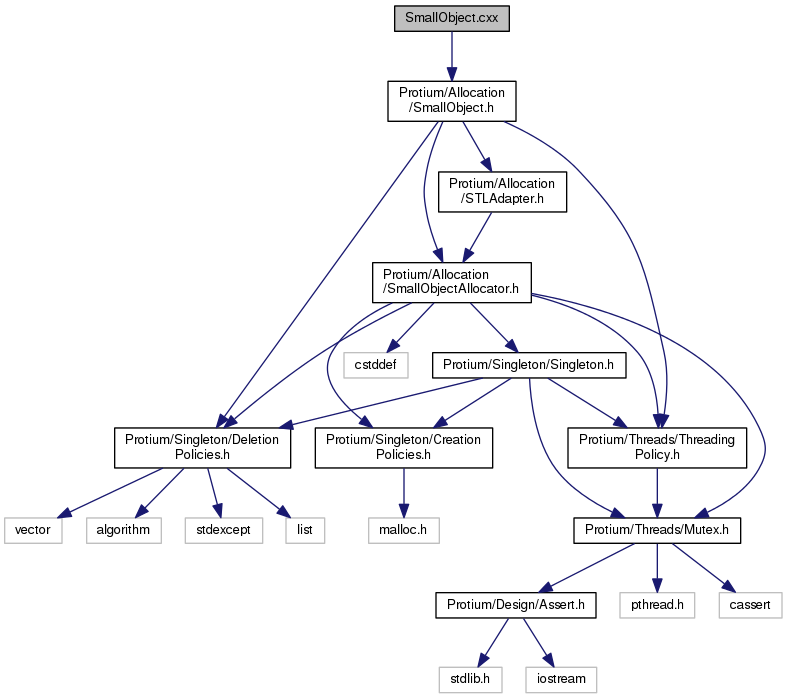 SmallObject.cxx
Protium/Allocation
/SmallObject.h
Protium/Allocation
/STLAdapter.h
Protium/Allocation
/SmallObjectAllocator.h
cstddef
Protium/Singleton/Singleton.h
Protium/Singleton/Deletion
Policies.h
Protium/Singleton/Creation
Policies.h
Protium/Threads/Threading
Policy.h
vector
algorithm
stdexcept
list
malloc.h
Protium/Threads/Mutex.h
Protium/Design/Assert.h
pthread.h
cassert
stdlib.h
iostream